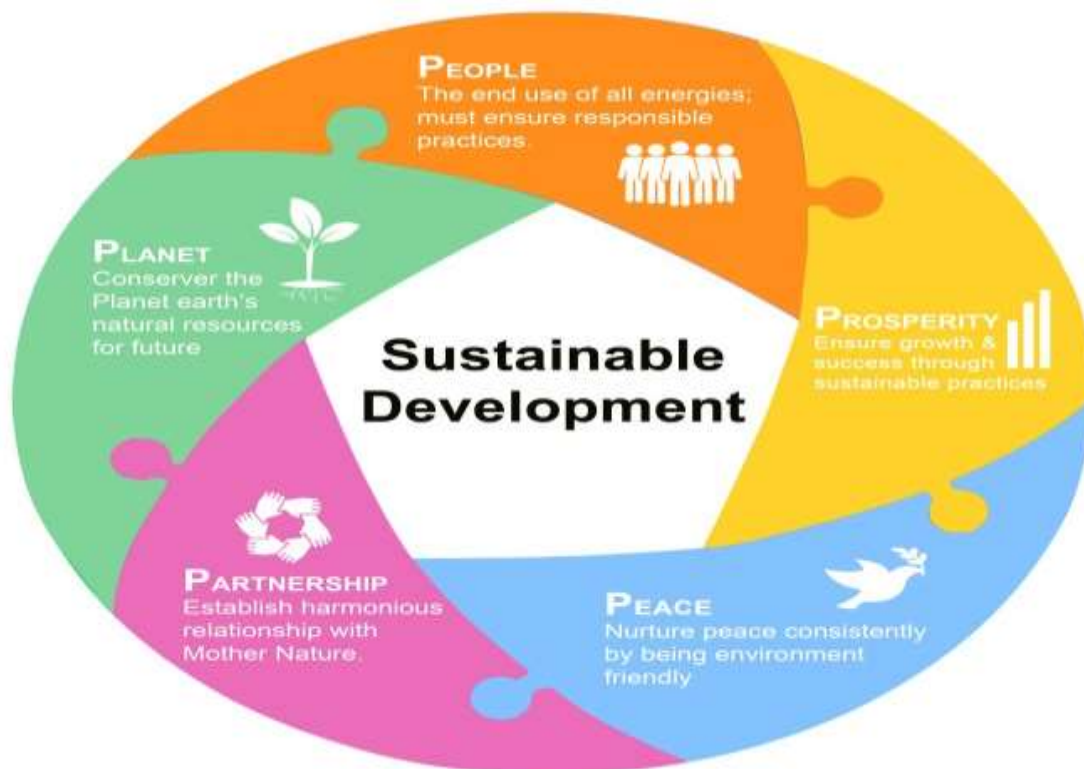 PEOPLE
The end use of all energies;
must ensure responsible
practices.
PROSPERITY
Ensure growth &
success through
sustainable practices
PEACE
Nurture peace consistently
by being environment
friendly
PARTNERSHIP
Establish harmonious
relationship with
Mother Nature.
PLANET
Conserver the
Planet earth's
natural resources
for future
Sustainable
Development